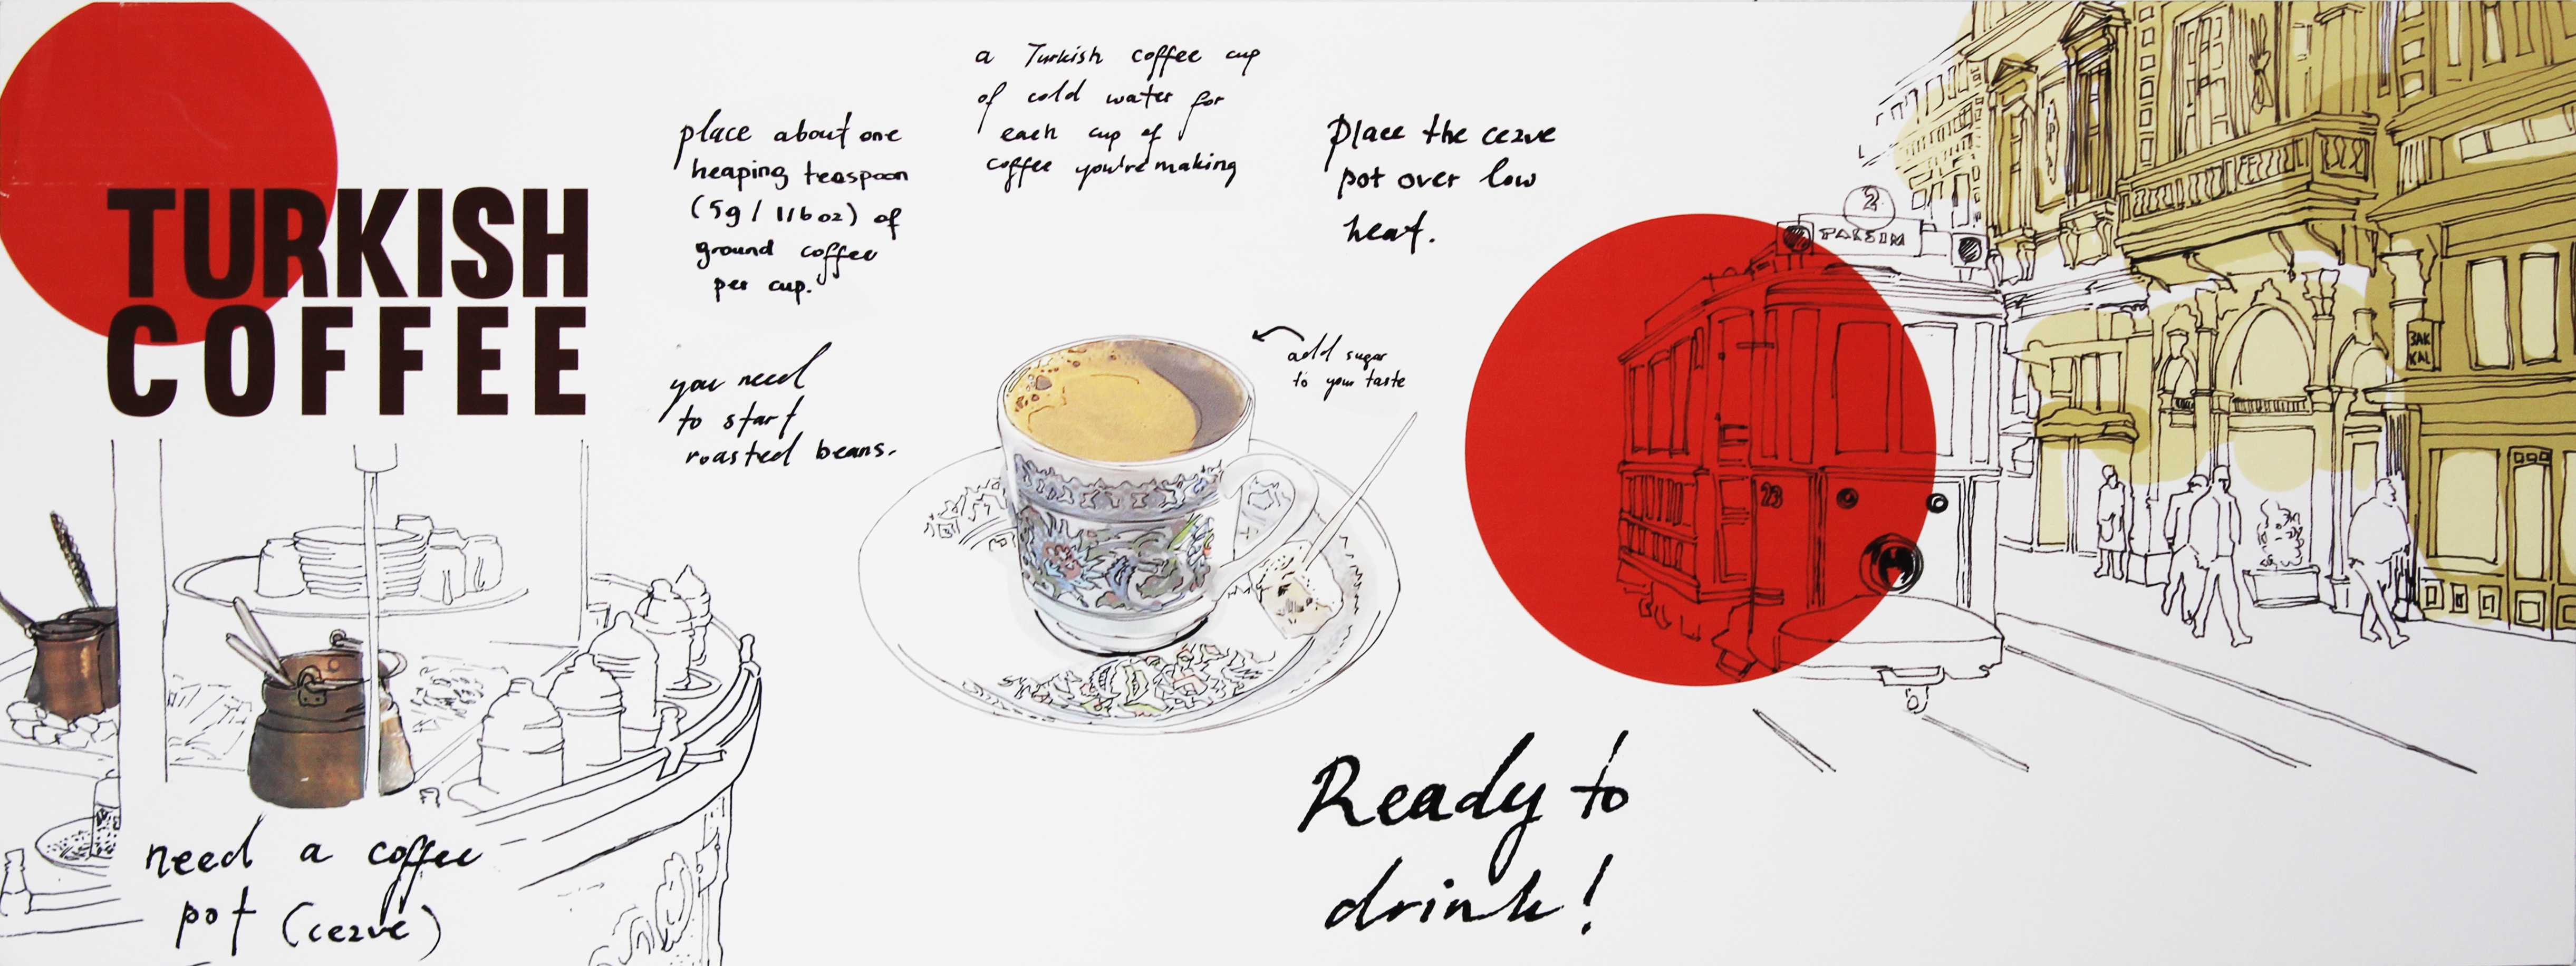 TURKISH
COFFEE
need a coffee
pot (cezve)
you need
to start
roasted beans.
place about one
heaping teaspoon
(5g / 1/6 oz) of
ground coffee
per cup.
a Turkish coffee cup
of cold water for
each cup of
coffee you're making
Place the cezve
pot over low
heat.
add sugar
to your taste
Ready to
drink!
2
TAKSIM
23
BAK
KAL